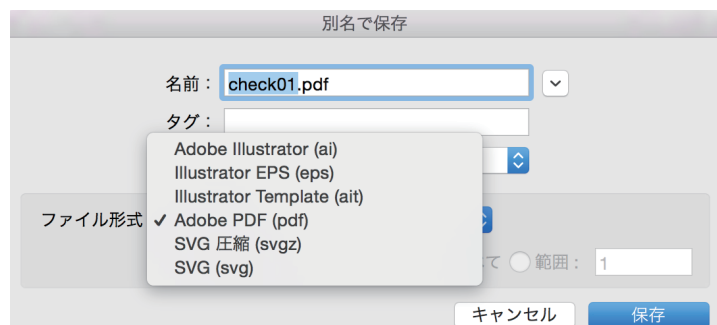 別名で保存
名前：
check01.pdf
タグ：
Adobe Illustrator (ai)
Illustrator EPS (eps)
Illustrator Template (ait)
ファイル形式 ✓ Adobe PDF (pdf)
SVG 圧縮 (svgz)
SVG (svg)
て 範囲： 1
キャンセル 保存